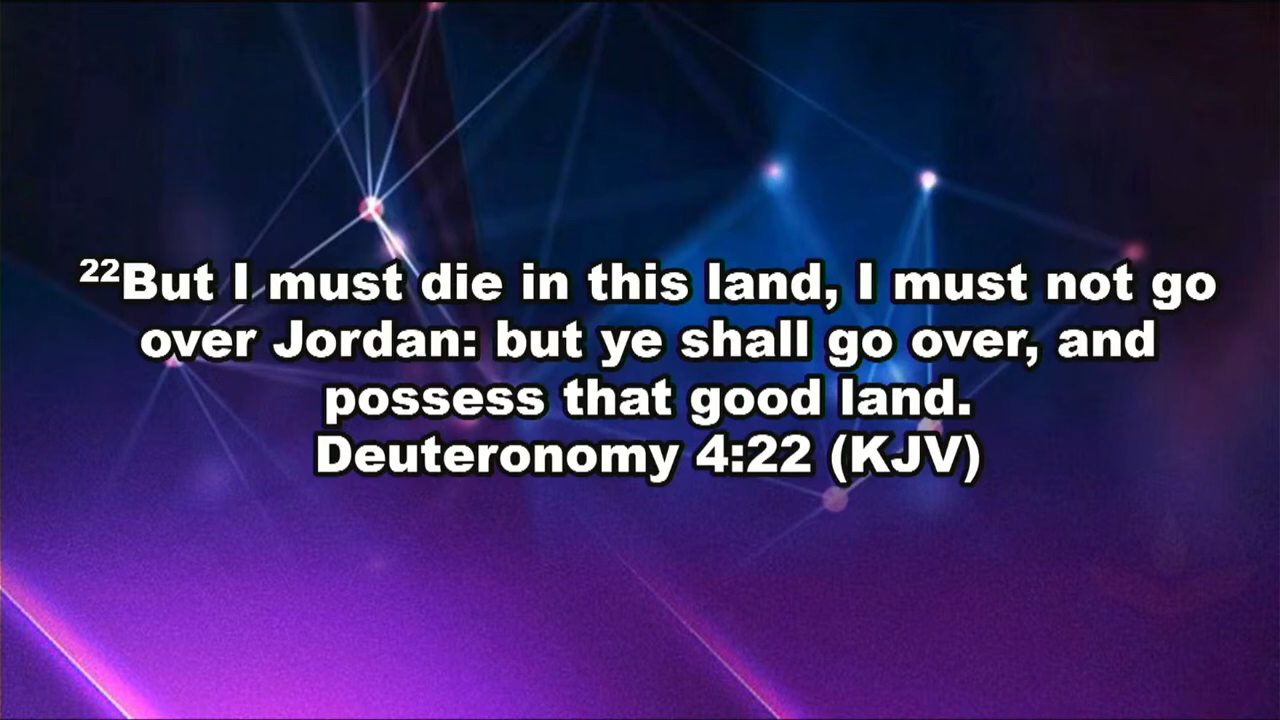 ²²But I must die in this land, I must not go
over Jordan: but ye shall go over, and
possess that good land.
Deuteronomy 4:22 (KJV)